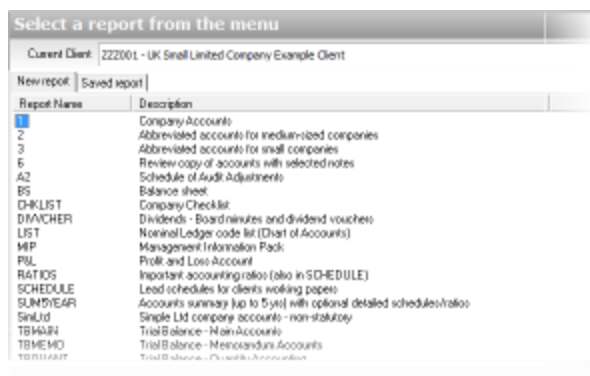 Select a report from the menu
Current Client ZZZ001 - UK Small Limited Company Example Client
New report Saved report
Report Name Description
1 Company Accounts
2 Abbreviated accounts for medium-sized companies
3 Abbreviated accounts for small companies
6 Review copy of accounts with selected notes
A2 Schedule of Audit Adjustments
BS Balance sheet
CHKLIST Company Checklist
DIVVCHER Dividends - Board minutes and dividend vouchers
LIST Nominal Ledger code list (Chart of Accounts)
MIP Management Information Pack
P&L Profit and Loss Account
RATIOS Important accounting ratios (also in SCHEDULE)
SCHEDULE Lead schedules for clients working papers
SUM5YEAR Accounts summary (up to 5 yrs) with optional detailed schedules/ratios
SimLtd Simple Ltd company accounts - non-statutory
TBMAIN Trial Balance - Main Accounts
TBMEMO Trial Balance - Memorandum Accounts
TBQUANT Trial Balance - Quantity Accounting